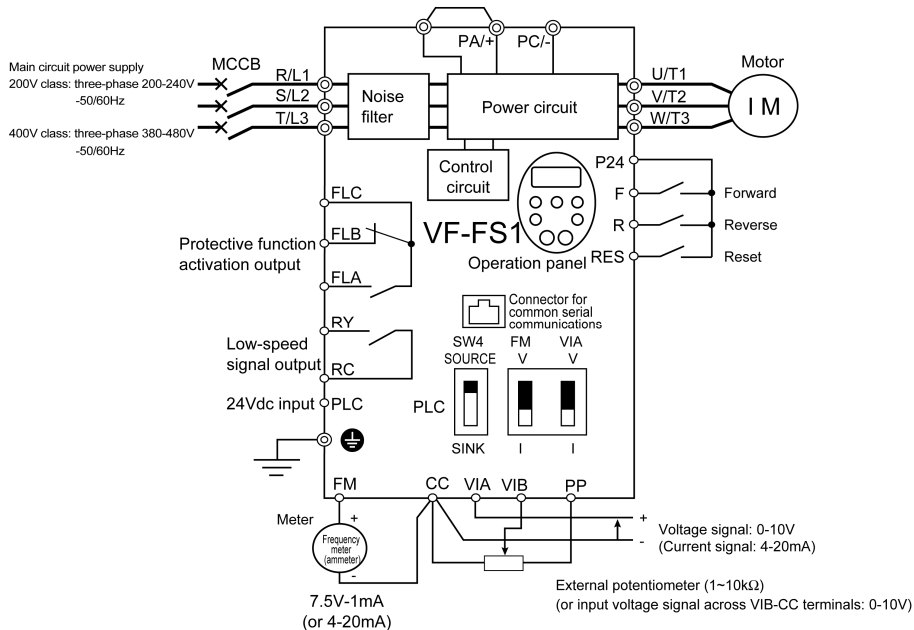 PA/+
PC/-
Main circuit power supply
200V class: three-phase 200-240V
-50/60Hz
400V class: three-phase 380-480V
-50/60Hz
MCCB
R/L1
S/L2
T/L3
Noise
filter
Power circuit
U/T1
V/T2
W/T3
Motor
I M
Control
circuit
P24
F
Forward
R
Reverse
RES
Reset
VF-FS1
Operation panel
FLC
FLB
FLA
Protective function
activation output
RY
RC
Low-speed
signal output
24Vdc input
PLC
Connector for
common serial
communications
SW4
SOURCE
PLC
SINK
FM
V
I
VIA
V
I
FM
CC
VIA
VIB
PP
Meter
+
Frequency
meter
(ammeter)
-
7.5V-1mA
(or 4-20mA)
+
-
Voltage signal: 0-10V
(Current signal: 4-20mA)
External potentiometer (1~10kΩ)
(or input voltage signal across VIB-CC terminals: 0-10V)